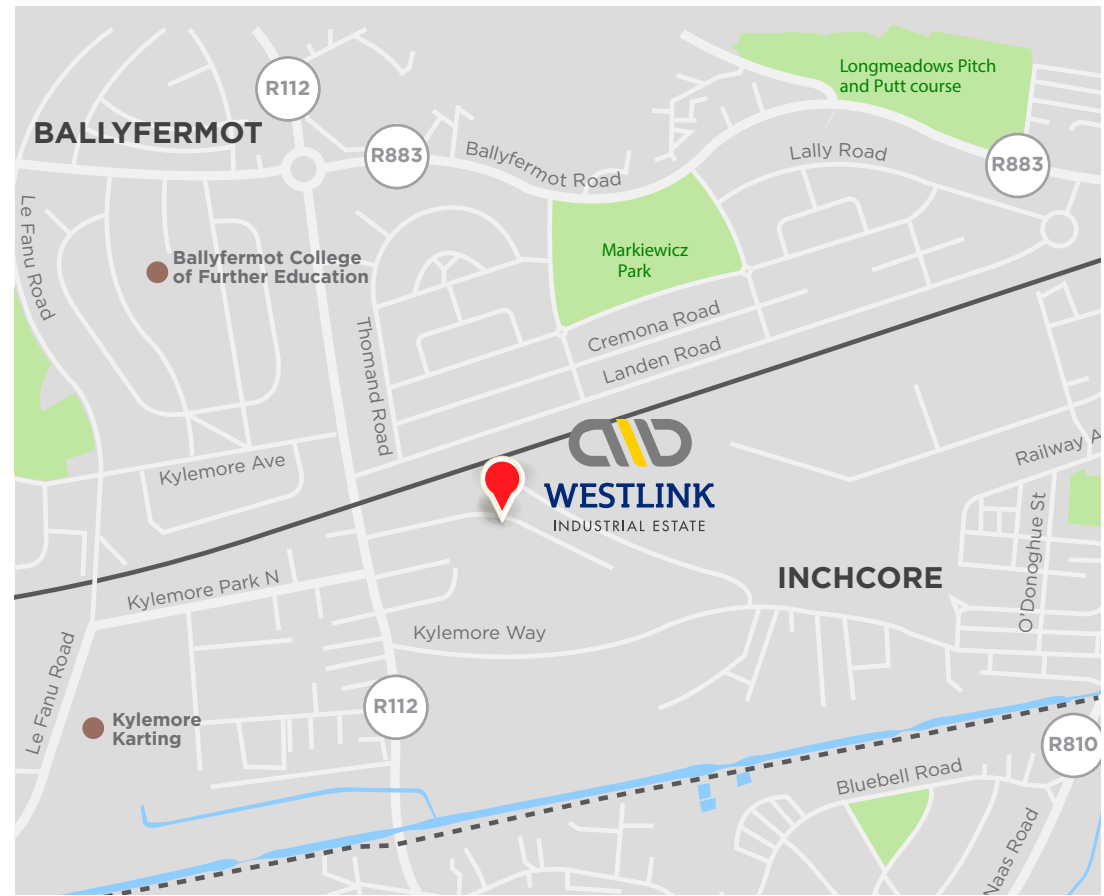 Longmeadows Pitch
and Putt course
R112
BALLYFERMOT
R883
Ballyfermot Road
Lally Road
R883
Le Fanu Road
Ballyfermot College
of Further Education
Markiewicz
Park
Thomand Road
Cremona Road
Landen Road
Kylemore Ave
Railway A
WESTLINK
INDUSTRIAL ESTATE
O'Donoghue St
INCHCORE
Kylemore Park N
Kylemore Way
Le Fanu Road
R112
Kylemore
Karting
R810
Bluebell Road
Naas Road